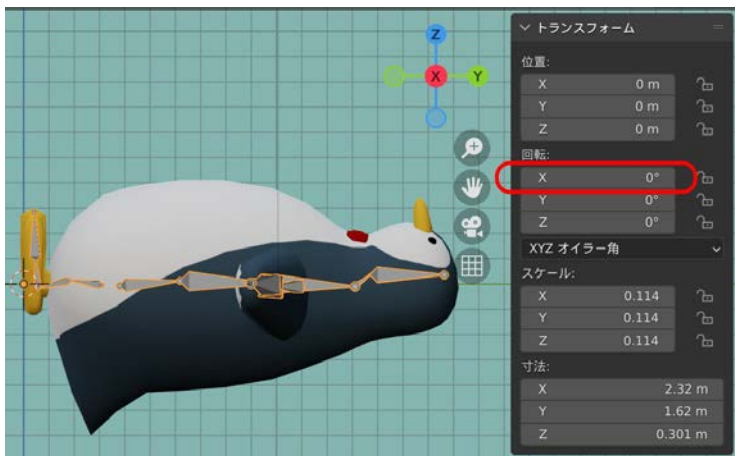 Z
X
Y
トランスフォーム
位置:
X 0 m
Y 0 m
Z 0 m
回転:
X 0°
Y 0°
Z 0°
XYZ オイラー角
スケール:
X 0.114
Y 0.114
Z 0.114
寸法:
X 2.32 m
Y 1.62 m
Z 0.301 m